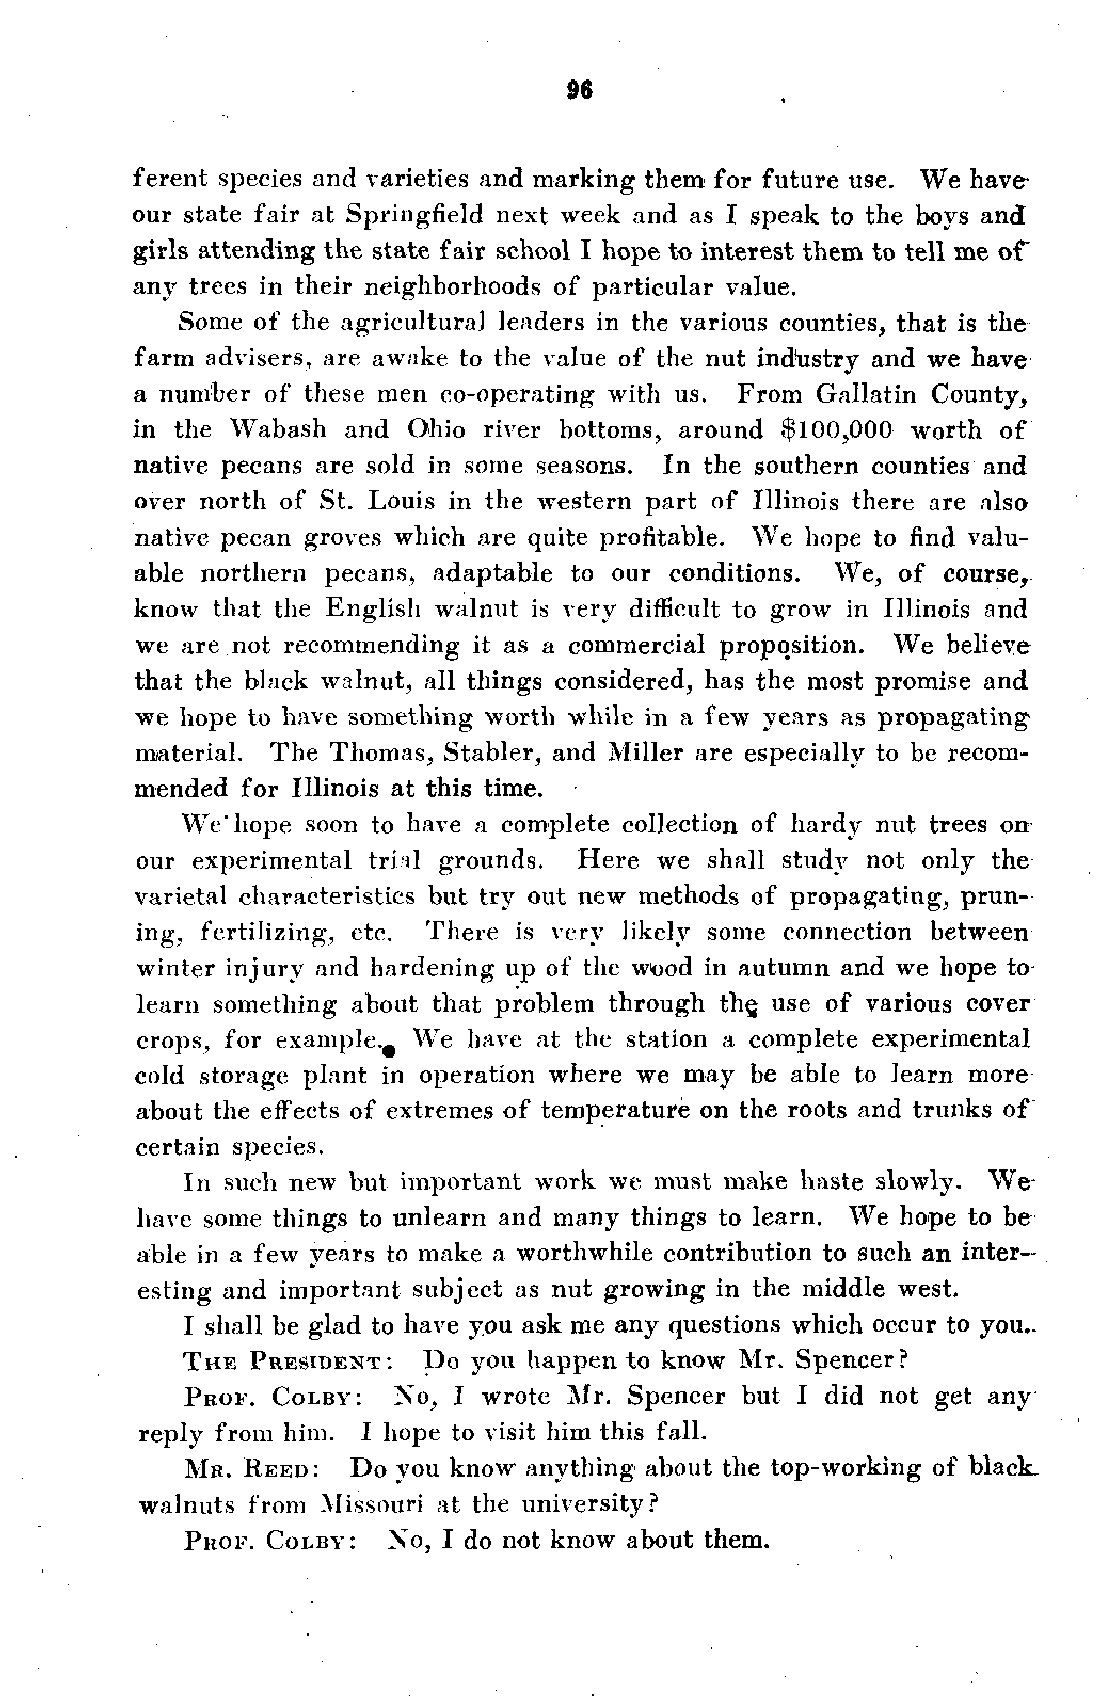 96
ferent species and varieties and marking them for future use. We have
our state fair at Springfield next week and as I speak to the boys and
girls attending the state fair school I hope to interest them to tell me of
any trees in their neighborhoods of particular value.
Some of the agricultural leaders in the various counties, that is the
farm advisers, are awake to the value of the nut industry and we have
a number of these men co-operating with us. From Gallatin County,
in the Wabash and Ohio river bottoms, around $100,000 worth of
native pecans are sold in some seasons. In the southern counties and
over north of St. Louis in the western part of Illinois there are also
native pecan groves which are quite profitable. We hope to find valu-
able northern pecans, adaptable to our conditions. We, of course,
know that the English walnut is very difficult to grow in Illinois and
we are not recommending it as a commercial proposition. We believe
that the black walnut, all things considered, has the most promise and
we hope to have something worth while in a few years as propagating
material. The Thomas, Stabler, and Miller are especially to be recom-
mended for Illinois at this time.
We hope soon to have a complete collection of hardy nut trees on
our experimental trial grounds. Here we shall study not only the
varietal characteristics but try out new methods of propagating, prun-
ing, fertilizing, etc. There is very likely some connection between
winter injury and hardening up of the wood in autumn and we hope to
learn something about that problem through the use of various cover
crops, for example. We have at the station a complete experimental
cold storage plant in operation where we may be able to learn more
about the effects of extremes of temperature on the roots and trunks of
certain species.
In such new but important work we must make haste slowly. We
have some things to unlearn and many things to learn. We hope to be
able in a few years to make a worthwhile contribution to such an inter-
esting and important subject as nut growing in the middle west.
I shall be glad to have you ask me any questions which occur to you.
THE PRESIDENT: Do you happen to know Mr. Spencer?
PROF. COLBY: No, I wrote Mr. Spencer but I did not get any
reply from him. I hope to visit him this fall.
MR. REED: Do you know anything about the top-working of black
walnuts from Missouri at the university?
PROF. COLBY: No, I do not know about them.